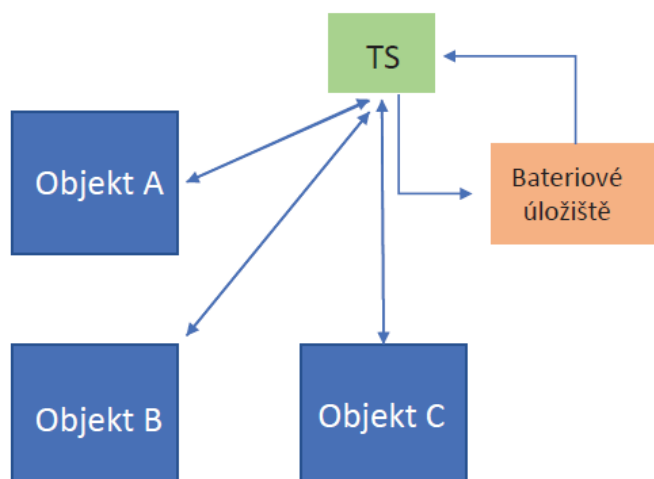 TS
Objekt A
Bateriové
úložiště
Objekt B
Objekt C